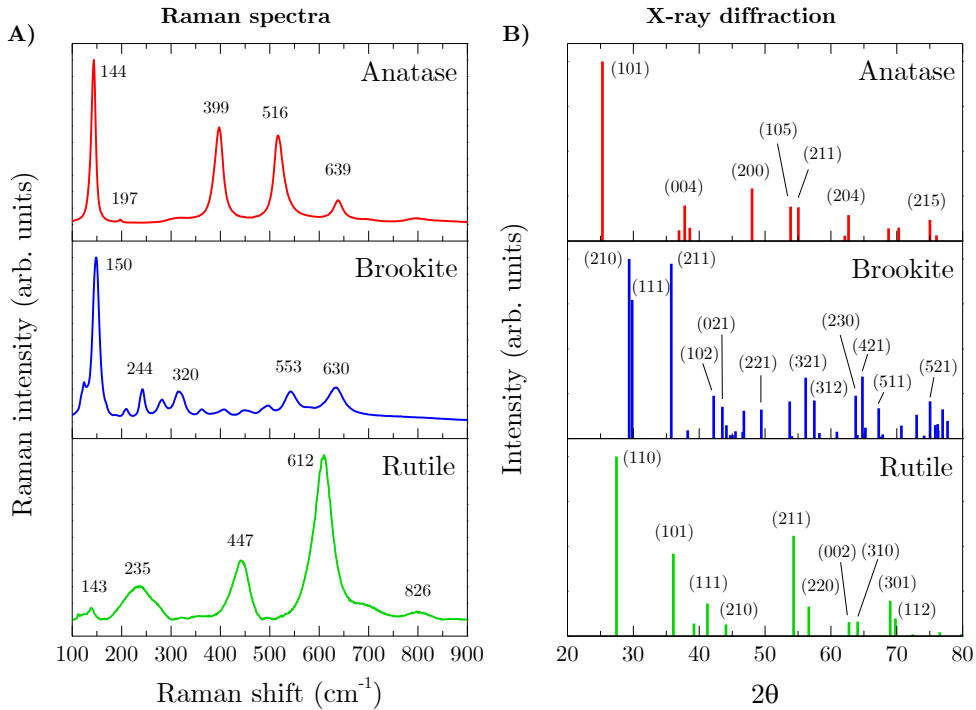 Raman spectra
X-ray diffraction
A)
B)
Raman intensity (arb. units)
Anatase
144
197
399
516
639
Brookite
150
244
320
553
630
Rutile
143
235
447
612
826
100 200 300 400 500 600 700 800 900
Raman shift (cm⁻¹)
Intensity (arb. units)
Anatase
(101)
(004)
(200)
(105)
(211)
(204)
(215)
Brookite
(210)
(111)
(211)
(102)
(021)
(221)
(321)
(312)
(230)
(421)
(511)
(521)
Rutile
(110)
(101)
(111)
(210)
(211)
(220)
(002)
(310)
(301)
(112)
20 30 40 50 60 70 80
2θ